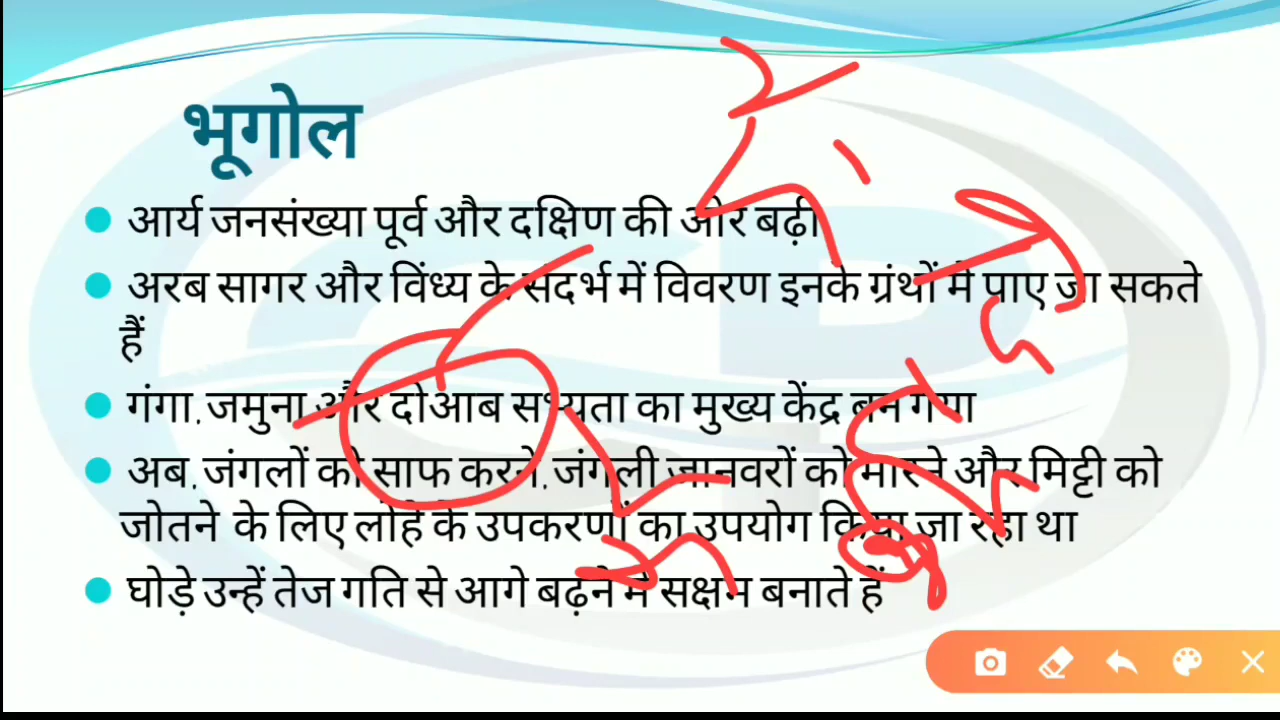 भूगोल
आर्य जनसंख्या पूर्व और दक्षिण की ओर बढ़ी
अरब सागर और विंध्य के संदर्भ में विवरण इनके ग्रंथों में पाए जा सकते
हैं
गंगा,जमुना और दोआब सभ्यता का मुख्य केंद्र बन गया
अब,जंगलों को साफ करने,जंगली जानवरों को मारने और मिट्टी को
जोतने के लिए लोहे के उपकरणों का उपयोग किया जा रहा था
घोड़े उन्हें तेज गति से आगे बढ़ने में सक्षम बनाते हैं